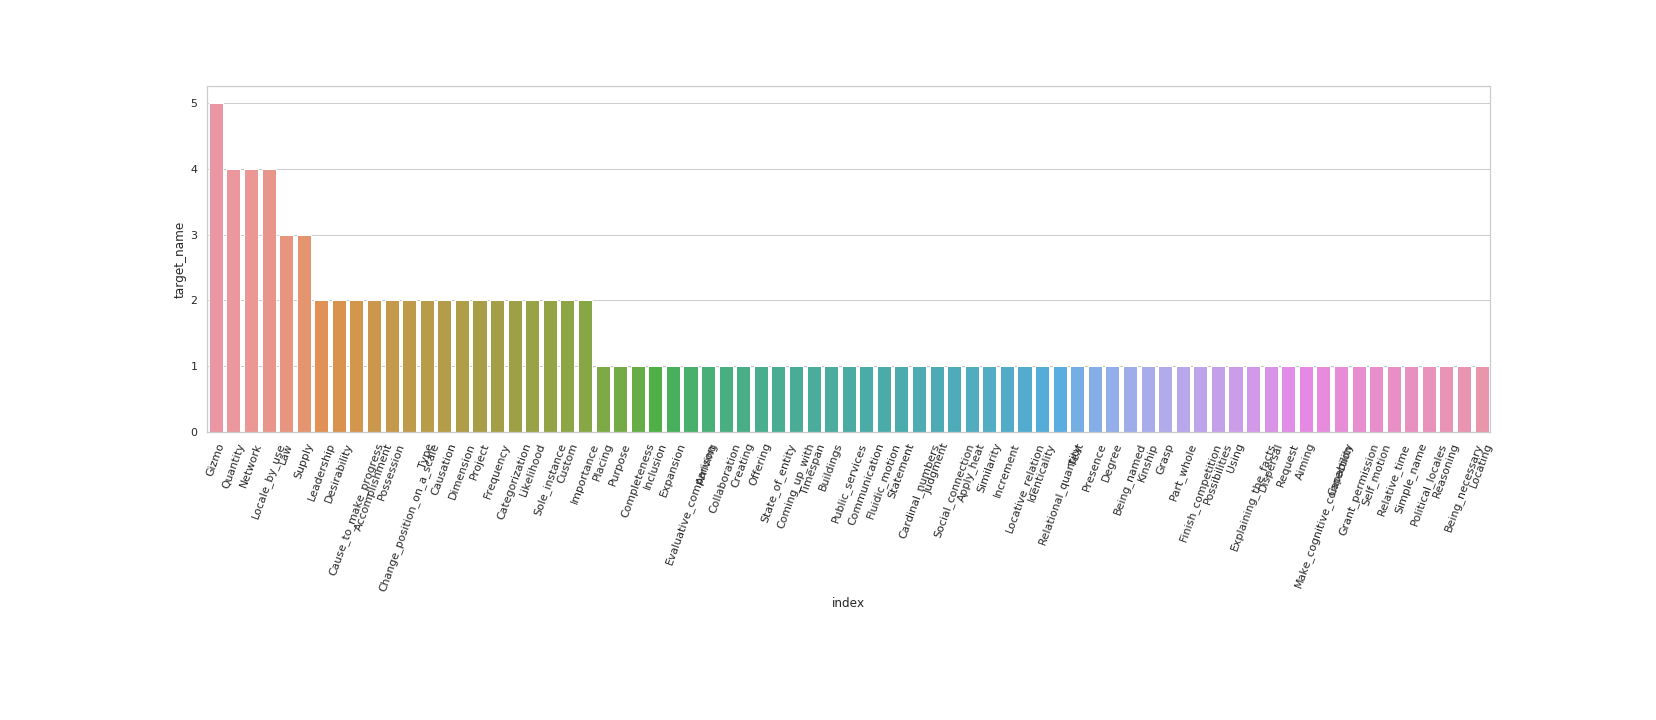 target_name
5
4
3
2
1
0
Gizmo
Quantity
Network
Locale_by_use
Law
Supply
Leadership
Desirability
Cause_to_make_progress
Accomplishment
Possession
Change_position_on_a_scale
Type
Causation
Dimension
Project
Frequency
Categorization
Likelihood
Sole_instance
Custom
Importance
Placing
Purpose
Completeness
Inclusion
Expansion
Evaluative_comparison
Arriving
Collaboration
Creating
Offering
State_of_entity
Coming_up_with
Timespan
Buildings
Public_services
Communication
Fluidic_motion
Statement
Cardinal_numbers
Judgment
Social_connection
Apply_heat
Similarity
Increment
Locative_relation
Identicality
Relational_quantity
Text
Presence
Degree
Being_named
Kinship
Grasp
Part_whole
Finish_competition
Possibilities
Using
Explaining_the_facts
Dispersal
Request
Aiming
Capability
Grant_permission
Self_motion
Relative_time
Simple_name
Political_locales
Reasoning
Being_necessary
Locating
index